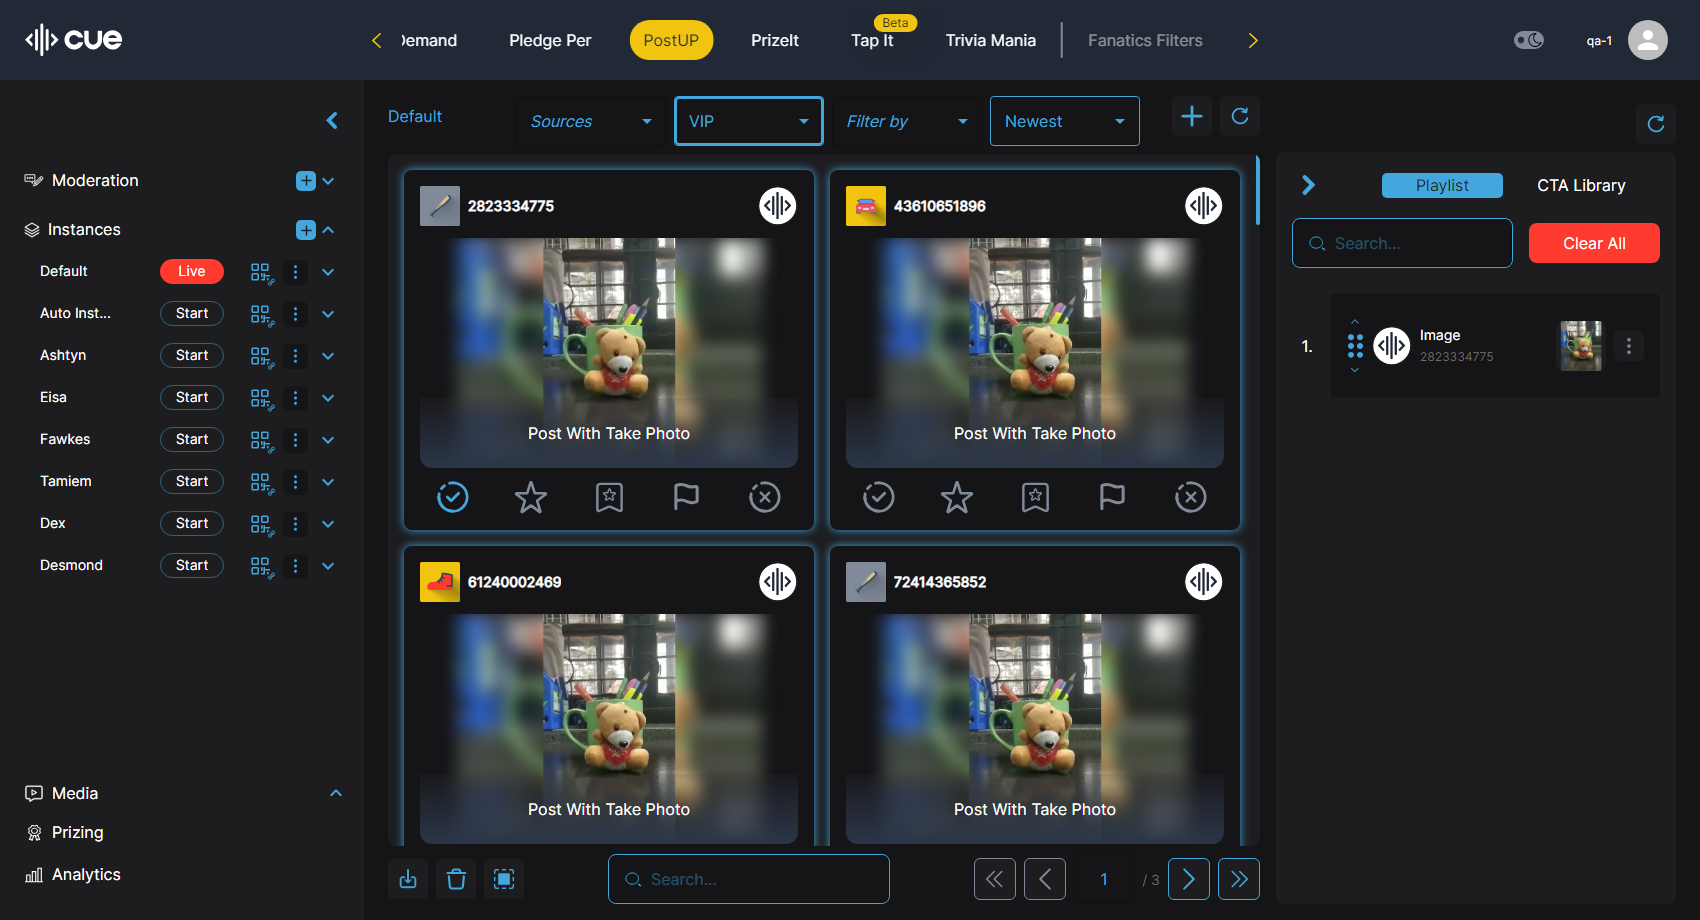 cue
Demand
Pledge Per
PostUP
PrizeIt
Tap It
Beta
Trivia Mania
Fanatics Filters
qa-1
Default
Sources
VIP
Filter by
Newest
Moderation
Instances
Default
Live
Auto Inst...
Start
Ashtyn
Start
Eisa
Start
Fawkes
Start
Tamiem
Start
Dex
Start
Desmond
Start
Media
Prizing
Analytics
2823334775
Post With Take Photo
43610651896
Post With Take Photo
61240002469
Post With Take Photo
72414365852
Post With Take Photo
Search...
1
/ 3
Playlist
CTA Library
Search...
Clear All
1.
Image
2823334775